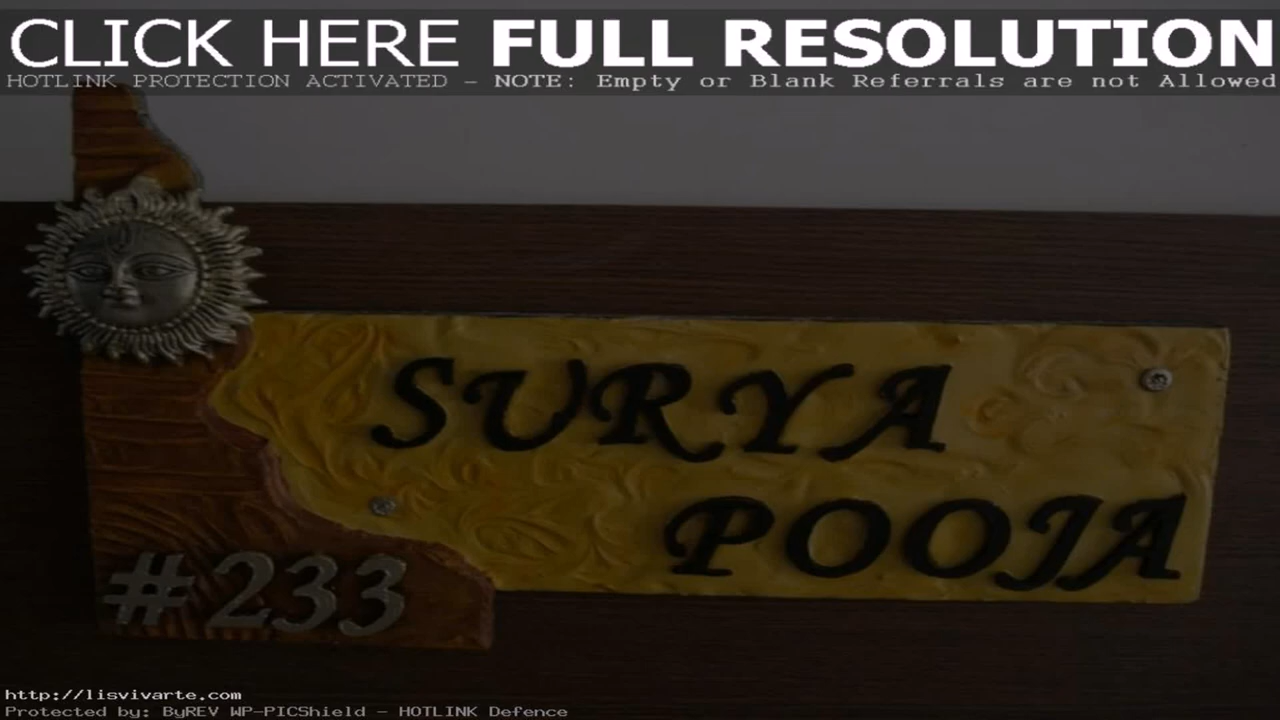 CLICK HERE FULL RESOLUTION
HOTLINK PROTECTION ACTIVATED - NOTE: Empty or Blank Referrals are not Allowed
SURYA
POOJA
#233
http://lisvivarte.com
Protected by: ByREV WP-PICShield - HOTLINK Defence